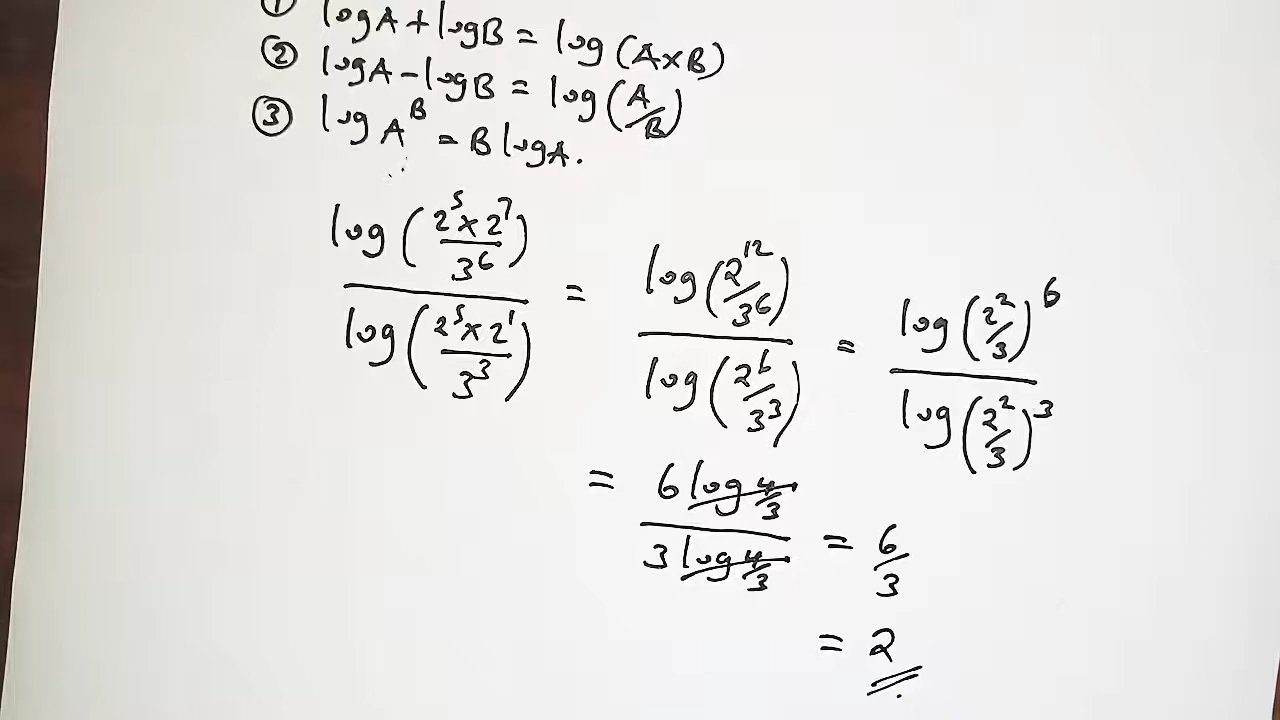 ① log A + log B = log (A × B)
② log A − log B = log (A/B)
③ log A^B = B log A.
log (2^5 × 2^7 / 3^6) / log (2^5 × 2^1 / 3^3) = log (2^12 / 3^6) / log (2^6 / 3^3) = log (2^2 / 3)^6 / log (2^2 / 3)^3
= 6 log 4/3 / 3 log 4/3 = 6/3
= 2